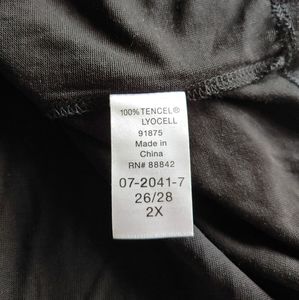 100% TENCEL®
LYOCELL
91875
Made in
China
RN# 88842
07-2041-7
26/28
2X